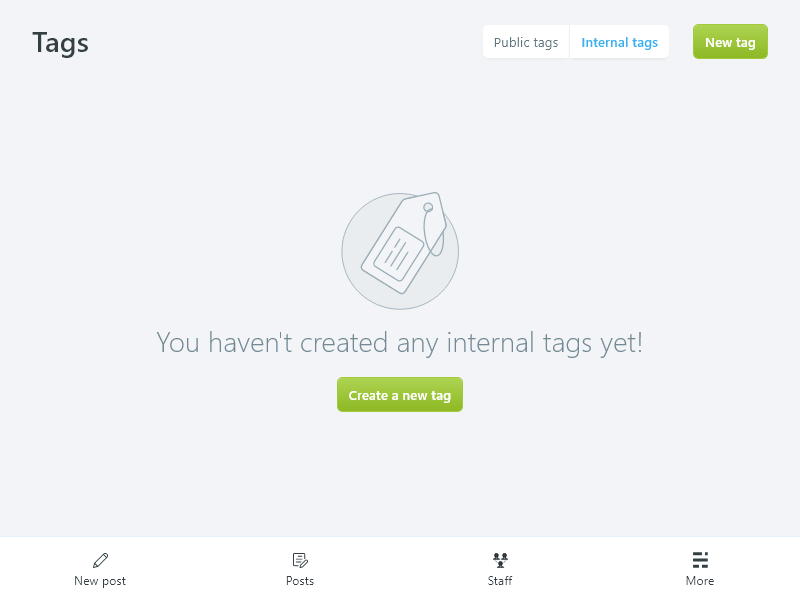 Tags
Public tags
Internal tags
New tag
You haven't created any internal tags yet!
Create a new tag
New post
Posts
Staff
More